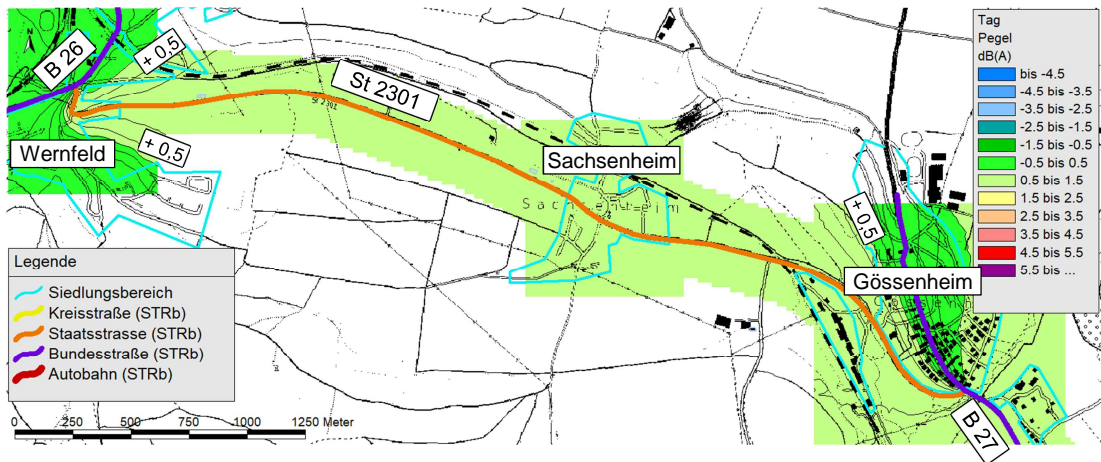 B 26
+ 0,5
St 2301
St 2301
Wernfeld
+ 0,5
Sachsenheim
Sachsenheim
+ 0,5
Gössenheim
B 27
Tag
Pegel
dB(A)
bis -4.5
-4.5 bis -3.5
-3.5 bis -2.5
-2.5 bis -1.5
-1.5 bis -0.5
-0.5 bis 0.5
0.5 bis 1.5
1.5 bis 2.5
2.5 bis 3.5
3.5 bis 4.5
4.5 bis 5.5
5.5 bis ...
Legende
Siedlungsbereich
Kreisstraße (STRb)
Staatsstrasse (STRb)
Bundesstraße (STRb)
Autobahn (STRb)
0 250 500 750 1000 1250 Meter